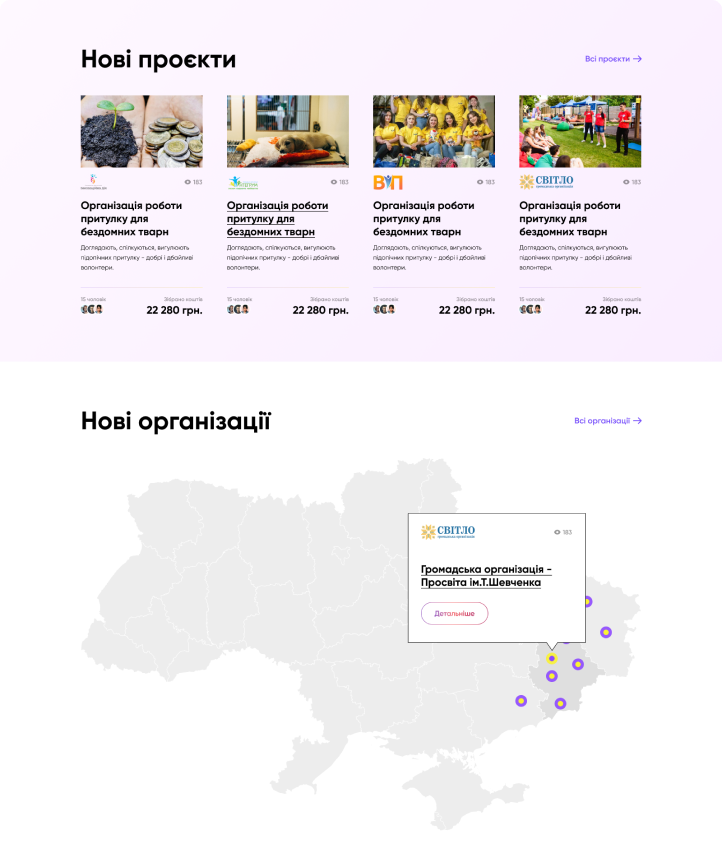 Нові проєкти
Всі проєкти →
183
Організація роботи
притулку для
бездомних тварн
Доглядають, спілкуються, вигулюють
підопічних притулку - добрі і дбайливі
волонтери.
15 чоловік
Зібрано коштів
22 280 грн.
183
Організація роботи
притулку для
бездомних тварн
Доглядають, спілкуються, вигулюють
підопічних притулку - добрі і дбайливі
волонтери.
15 чоловік
Зібрано коштів
22 280 грн.
183
Організація роботи
притулку для
бездомних тварн
Доглядають, спілкуються, вигулюють
підопічних притулку - добрі і дбайливі
волонтери.
15 чоловік
Зібрано коштів
22 280 грн.
СВІТЛО
громадська організація
183
Організація роботи
притулку для
бездомних тварн
Доглядають, спілкуються, вигулюють
підопічних притулку - добрі і дбайливі
волонтери.
15 чоловік
Зібрано коштів
22 280 грн.
Нові організації
Всі організації →
СВІТЛО
громадська організація
183
Громадська організація -
Просвіта ім.Т.Шевченка
Детальніше